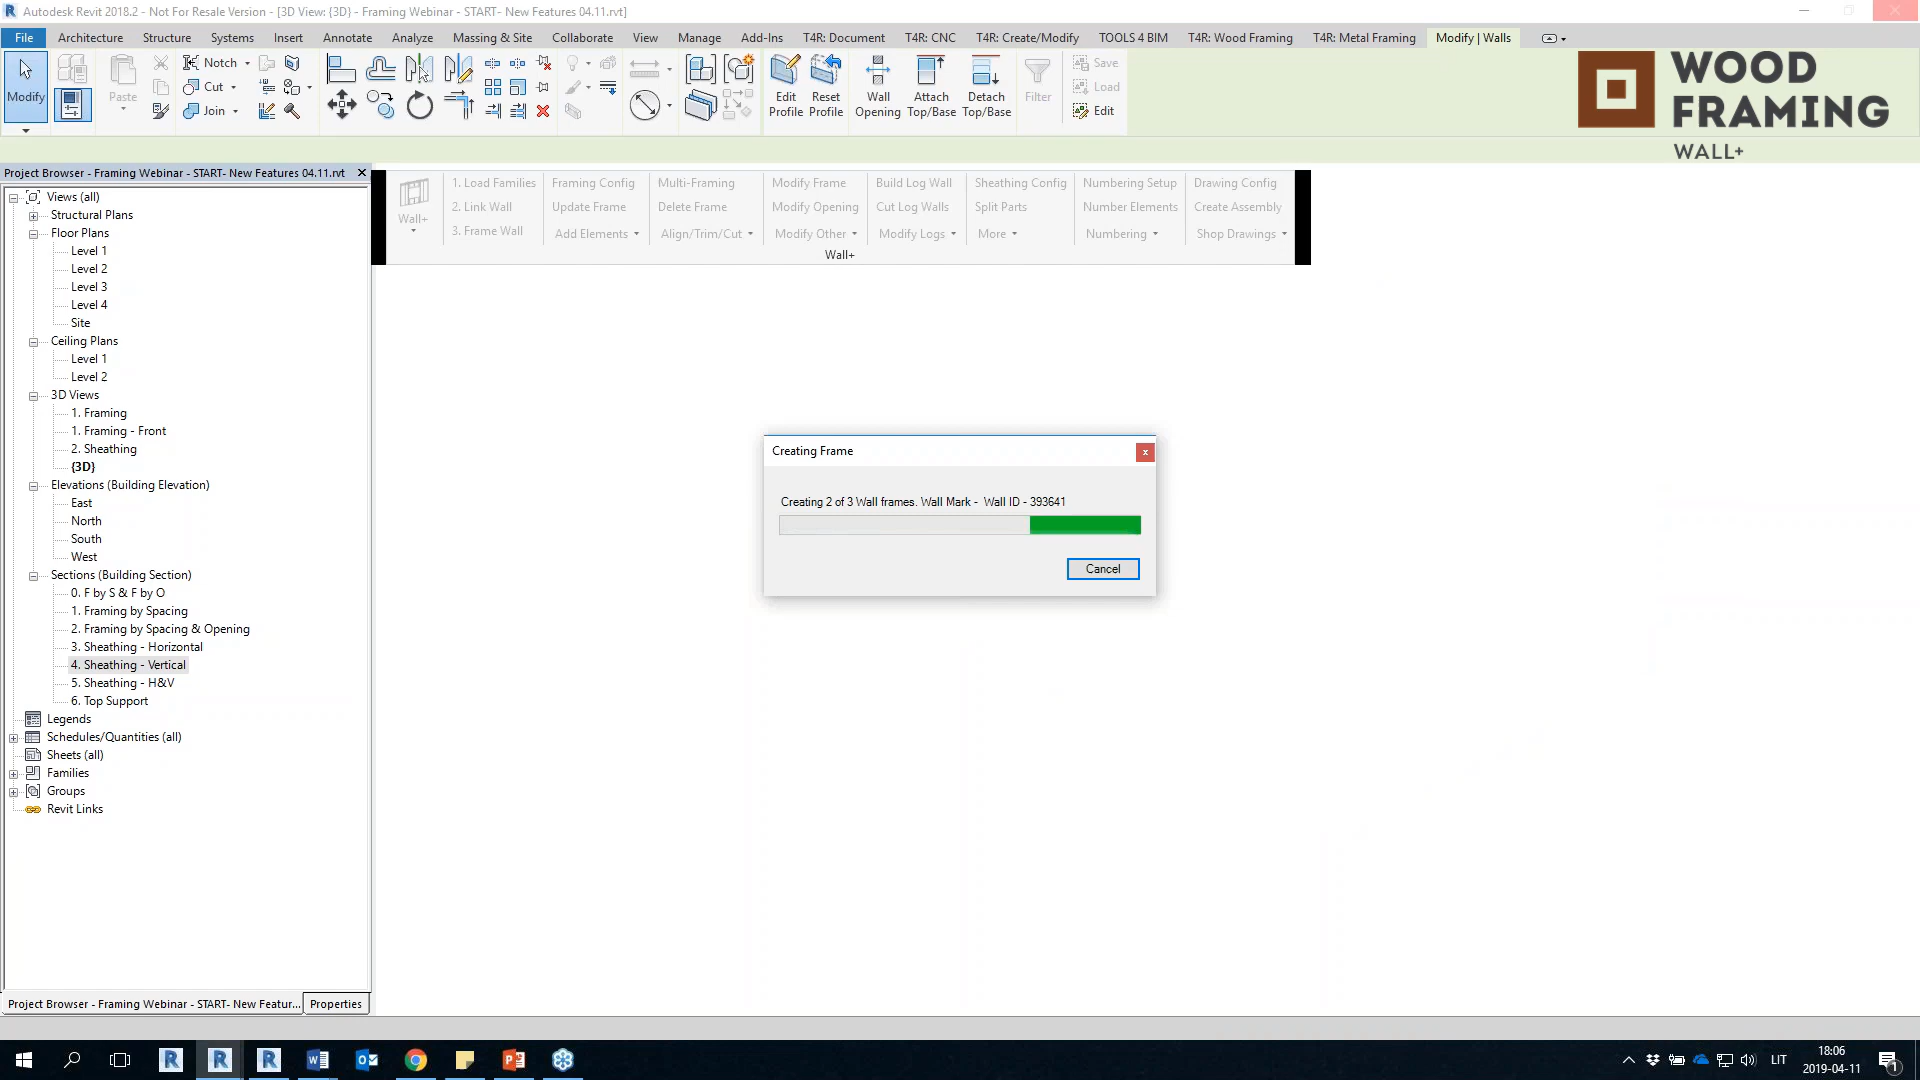 Autodesk Revit 2018.2 - Not For Resale Version - [3D View: {3D} - Framing Webinar - START- New Features 04.11.rvt]
File Architecture Structure Systems Insert Annotate Analyze Massing & Site Collaborate View Manage Add-Ins T4R: Document T4R: CNC T4R: Create/Modify TOOLS 4 BIM T4R: Wood Framing T4R: Metal Framing Modify | Walls
Modify
Paste
Notch
Cut
Join
Edit Profile
Reset Profile
Wall Opening
Attach Top/Base
Detach Top/Base
Filter
Save
Load
Edit
WOOD
FRAMING
WALL+
Project Browser - Framing Webinar - START- New Features 04.11.rvt
Wall+
1. Load Families Framing Config Multi-Framing Modify Frame Build Log Wall Sheathing Config Numbering Setup Drawing Config
2. Link Wall Update Frame Delete Frame Modify Opening Cut Log Walls Split Parts Number Elements Create Assembly
3. Frame Wall Add Elements Align/Trim/Cut Modify Other Modify Logs More Numbering Shop Drawings
Wall+
Views (all)
Structural Plans
Floor Plans
Level 1
Level 2
Level 3
Level 4
Site
Ceiling Plans
Level 1
Level 2
3D Views
1. Framing
1. Framing - Front
2. Sheathing
{3D}
Elevations (Building Elevation)
East
North
South
West
Sections (Building Section)
0. F by S & F by O
1. Framing by Spacing
2. Framing by Spacing & Opening
3. Sheathing - Horizontal
4. Sheathing - Vertical
5. Sheathing - H&V
6. Top Support
Legends
Schedules/Quantities (all)
Sheets (all)
Families
Groups
Revit Links
Creating Frame
Creating 2 of 3 Wall frames. Wall Mark - Wall ID - 393641
Cancel
Project Browser - Framing Webinar - START- New Featur... Properties
LIT
18:06
2019-04-11
1